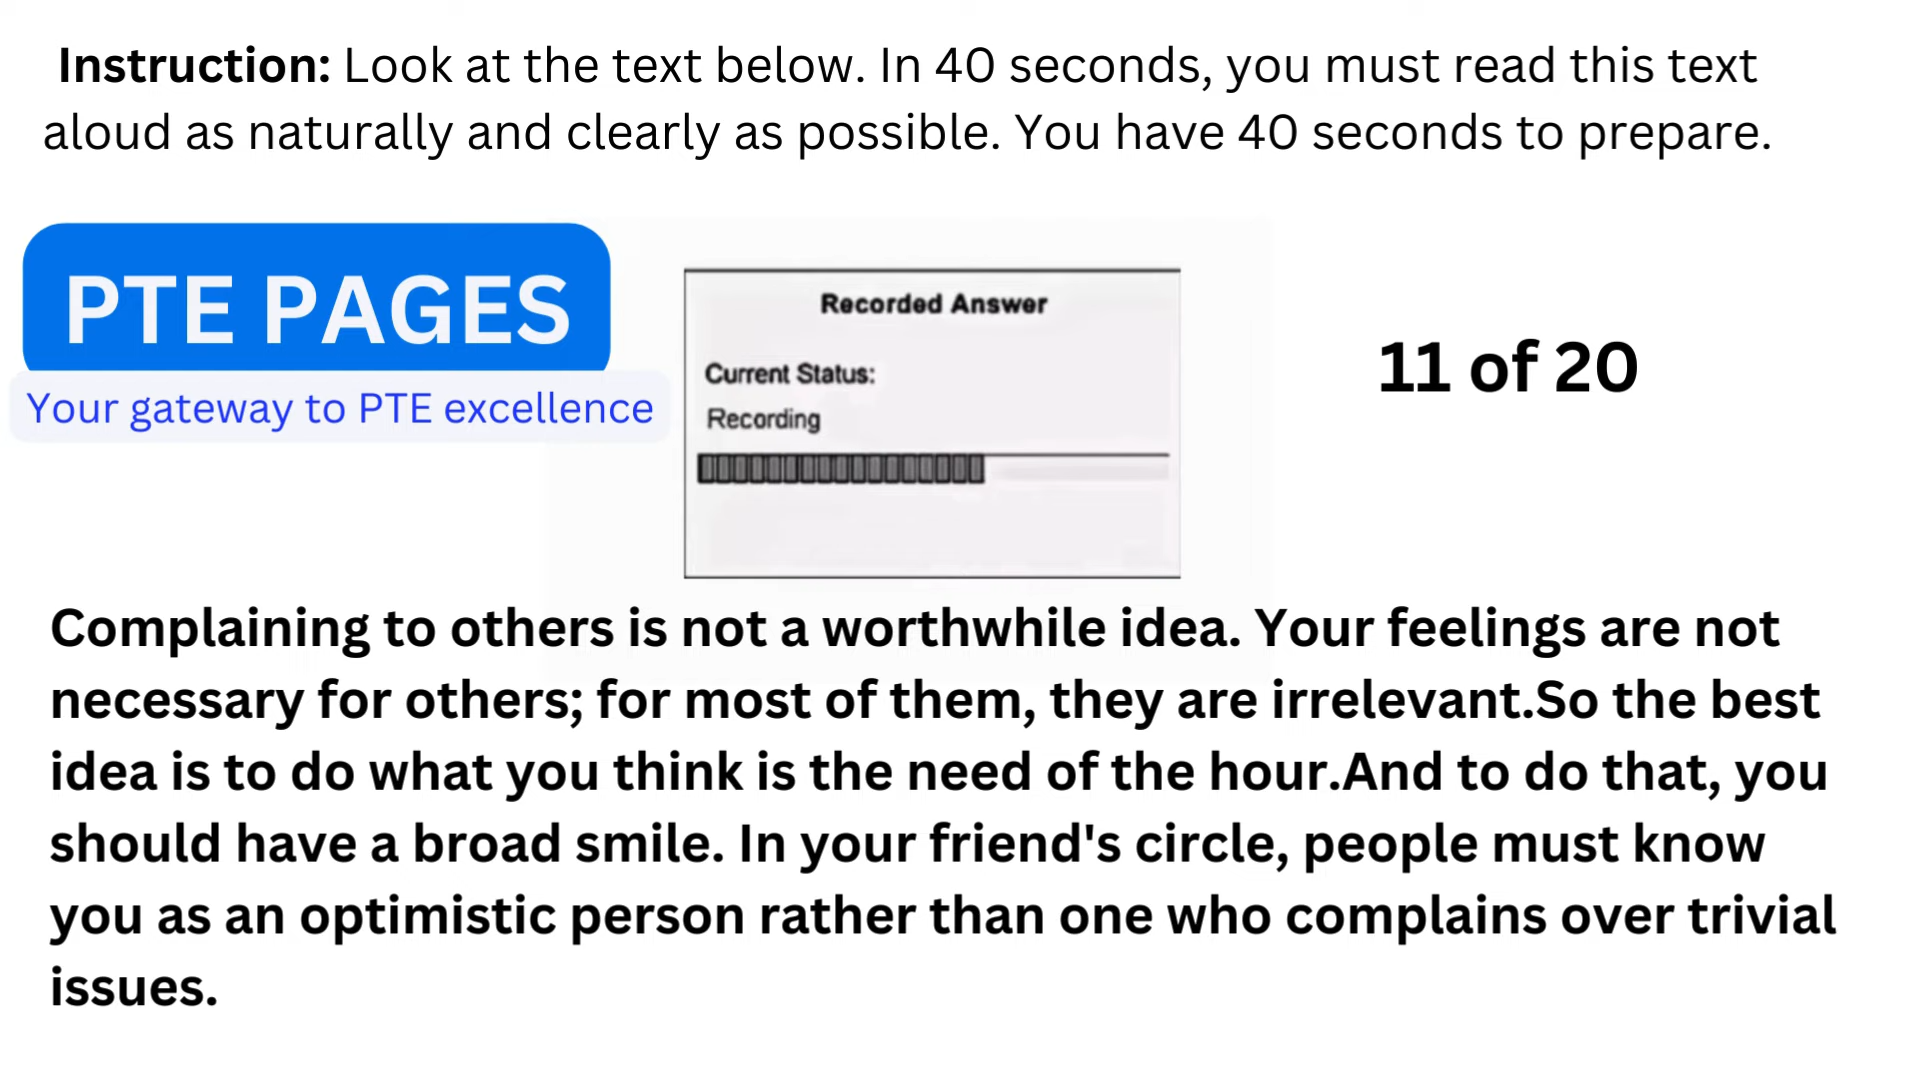 Instruction: Look at the text below. In 40 seconds, you must read this text
aloud as naturally and clearly as possible. You have 40 seconds to prepare.
PTE PAGES
Your gateway to PTE excellence
Recorded Answer
Current Status:
Recording
11 of 20
Complaining to others is not a worthwhile idea. Your feelings are not
necessary for others; for most of them, they are irrelevant.So the best
idea is to do what you think is the need of the hour.And to do that, you
should have a broad smile. In your friend's circle, people must know
you as an optimistic person rather than one who complains over trivial
issues.